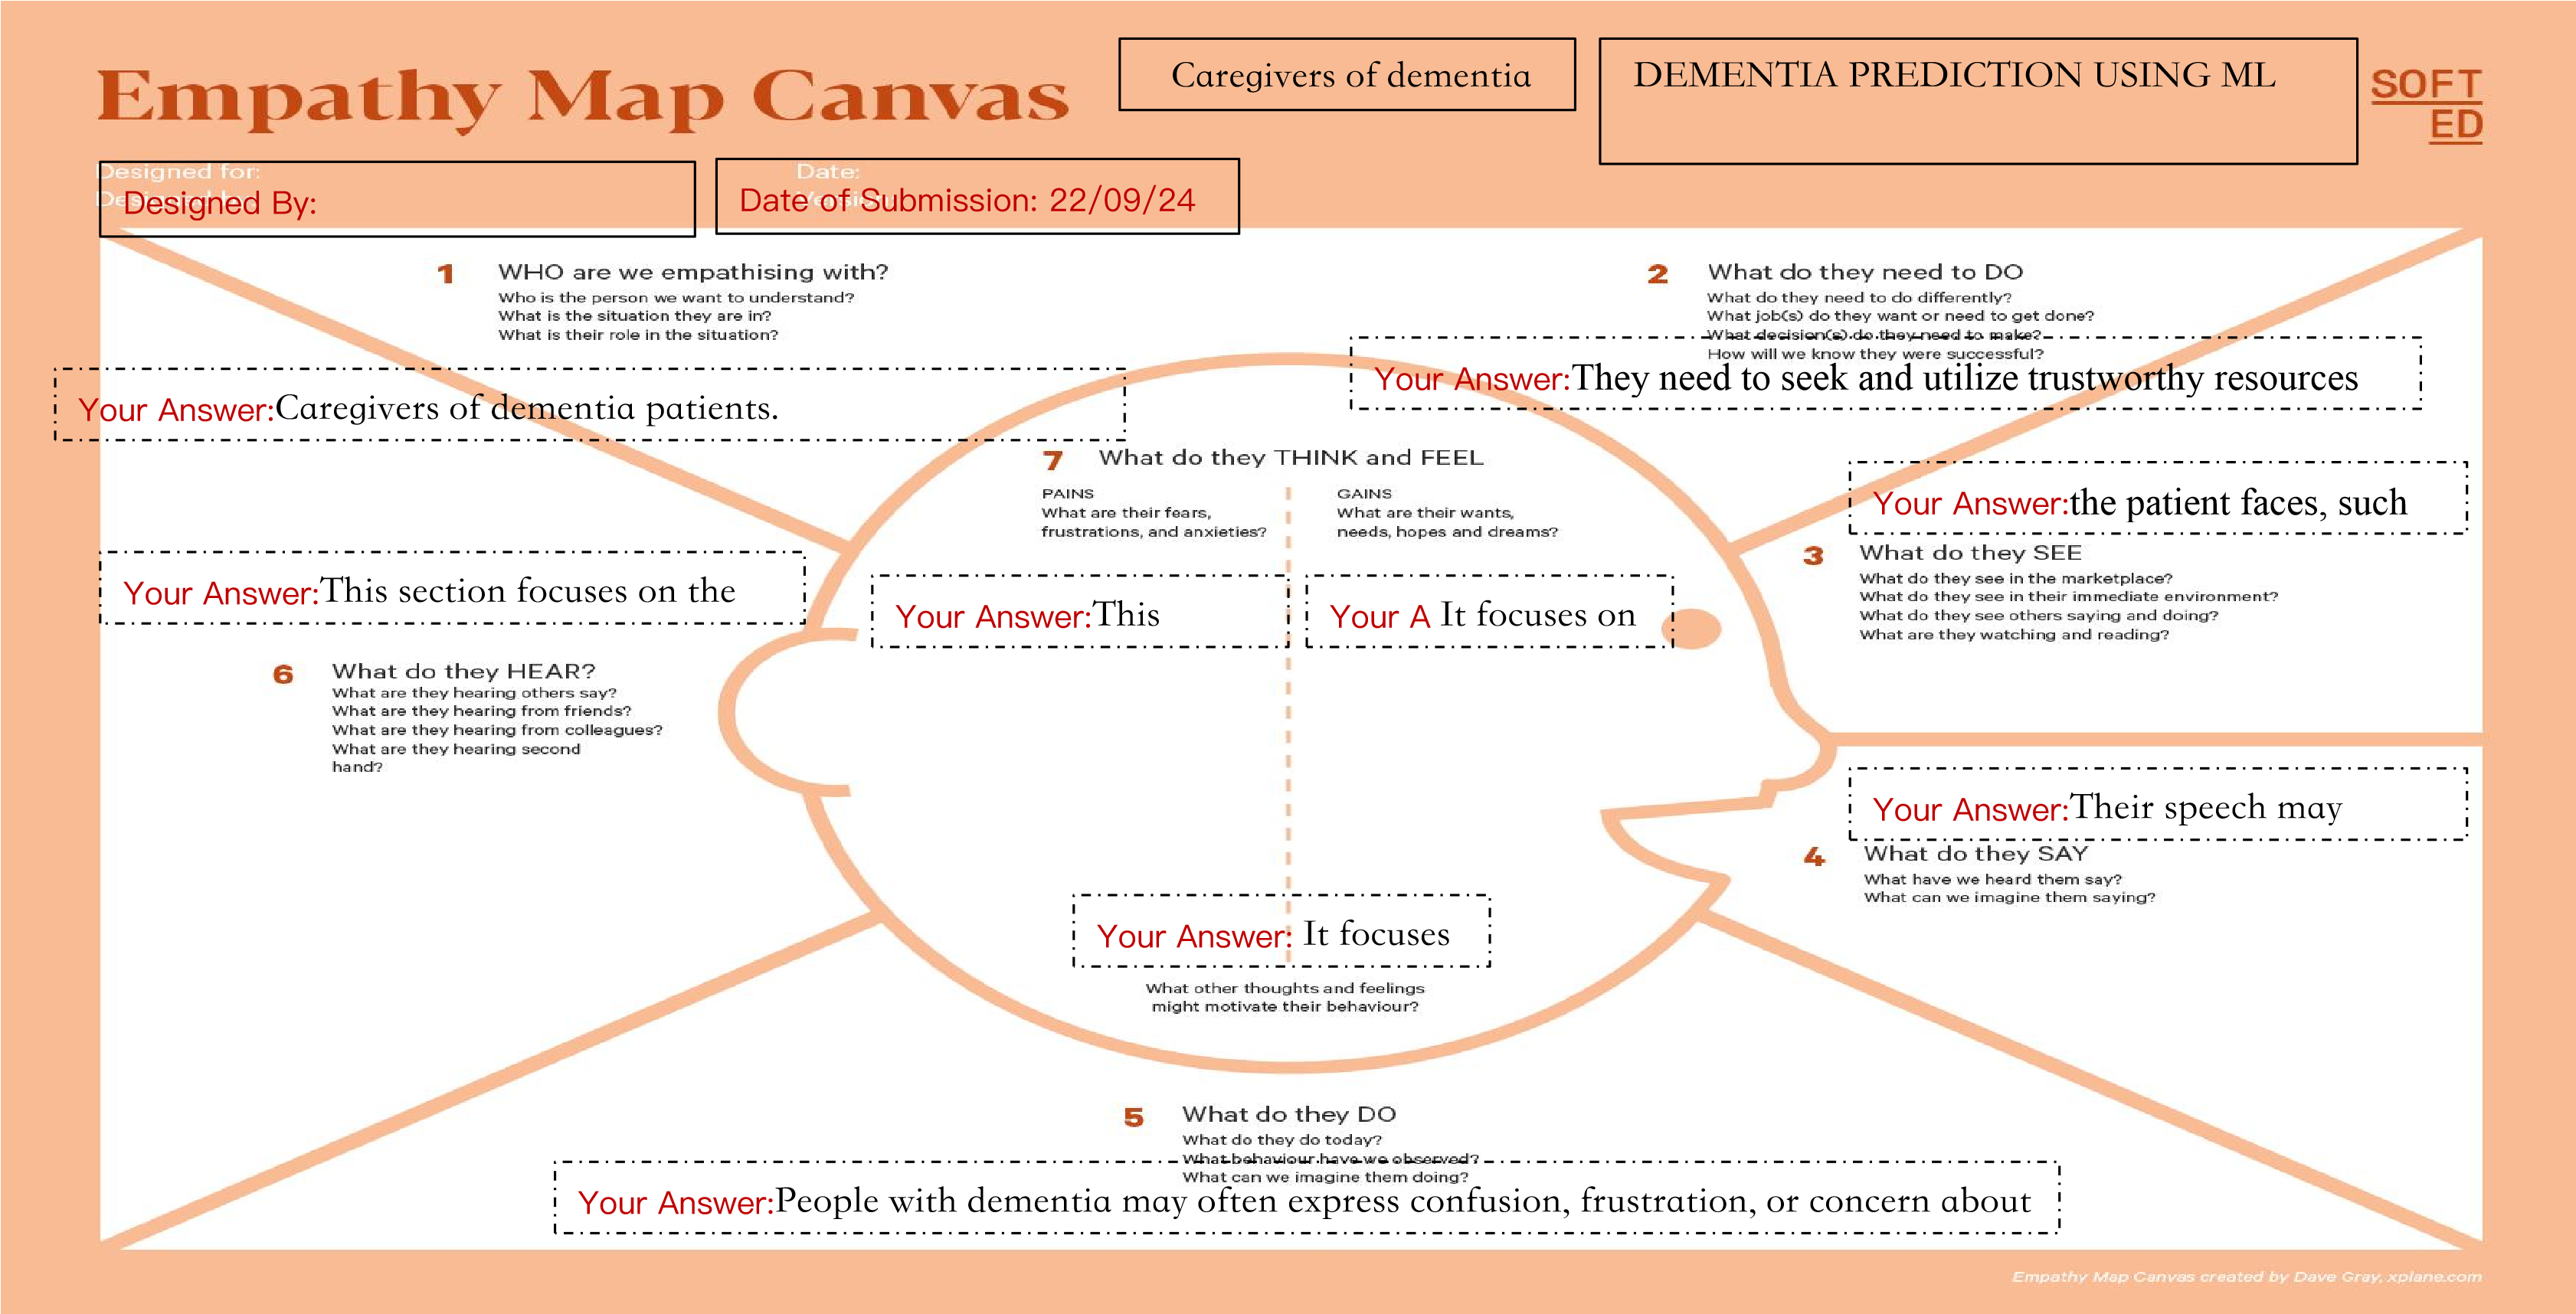 Empathy Map Canvas
Caregivers of dementia
DEMENTIA PREDICTION USING ML
SOFT
ED
Designed for:
Designed By:
Date:
Date of Submission: 22/09/24
1 WHO are we empathising with?
Who is the person we want to understand?
What is the situation they are in?
What is their role in the situation?
Your Answer:Caregivers of dementia patients.
2 What do they need to DO
What do they need to do differently?
What job(s) do they want or need to get done?
What decision(s) do they need to make?
How will we know they were successful?
Your Answer:They need to seek and utilize trustworthy resources
Your Answer:the patient faces, such
3 What do they SEE
What do they see in the marketplace?
What do they see in their immediate environment?
What do they see others saying and doing?
What are they watching and reading?
Your Answer:Their speech may
4 What do they SAY
What have we heard them say?
What can we imagine them saying?
5 What do they DO
What do they do today?
What behaviour have we observed?
What can we imagine them doing?
Your Answer:People with dementia may often express confusion, frustration, or concern about
Your Answer:This section focuses on the
6 What do they HEAR?
What are they hearing others say?
What are they hearing from friends?
What are they hearing from colleagues?
What are they hearing second
hand?
7 What do they THINK and FEEL
PAINS
What are their fears,
frustrations, and anxieties?
Your Answer:This
GAINS
What are their wants,
needs, hopes and dreams?
Your A It focuses on
Your Answer: It focuses
What other thoughts and feelings
might motivate their behaviour?
Empathy Map Canvas created by Dave Gray, xplane.com